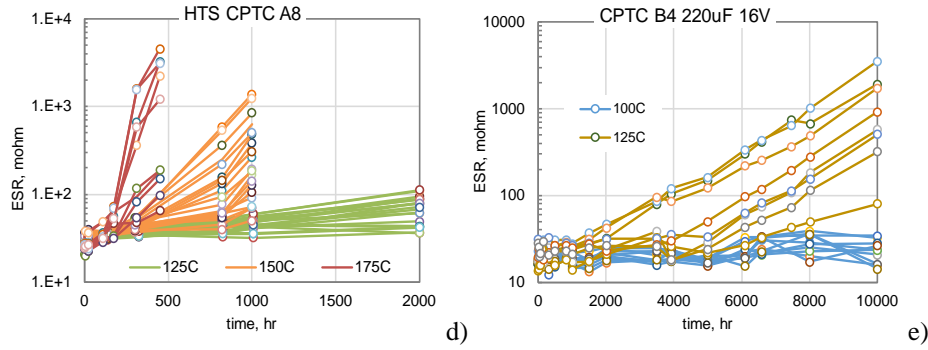 HTS CPTC A8
ESR, mohm
1.E+4
1.E+3
1.E+2
1.E+1
125C 150C 175C
0 500 1000 1500 2000
time, hr
d)
CPTC B4 220uF 16V
ESR, mohm
1000
100
10
100C
125C
0 2000 4000 6000 8000 10000
time, hr
e)